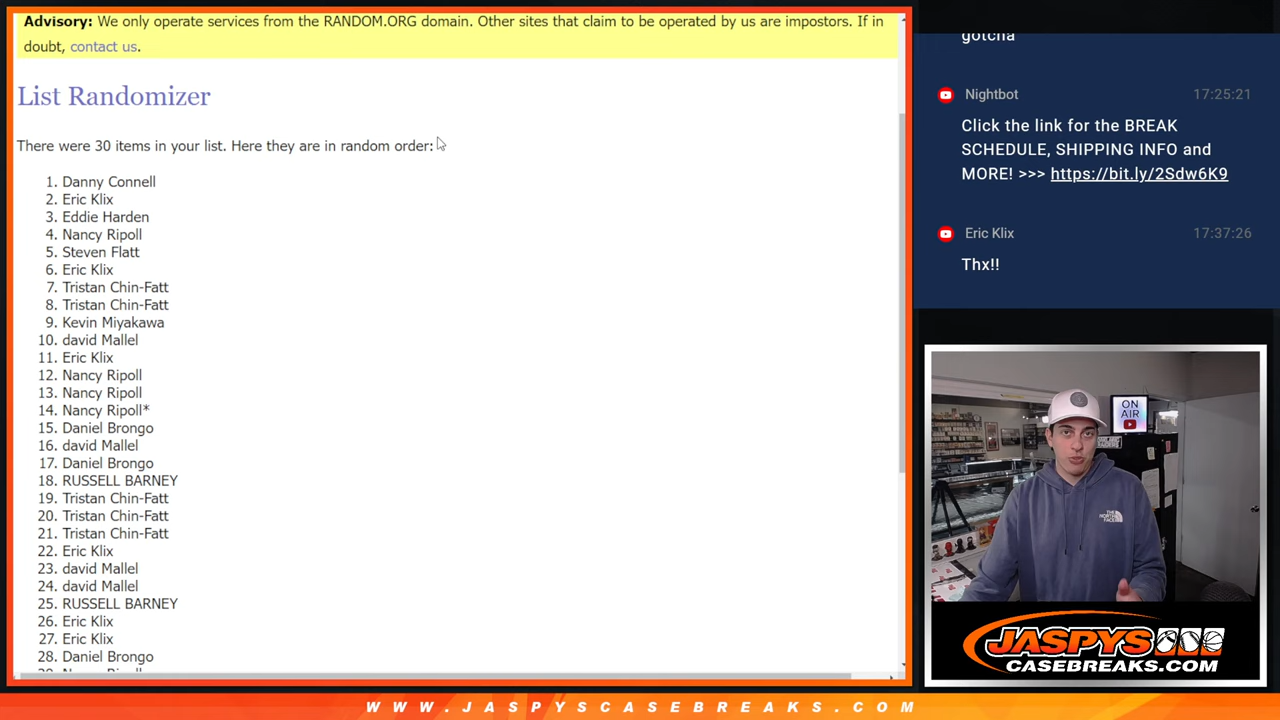 Advisory: We only operate services from the RANDOM.ORG domain. Other sites that claim to be operated by us are impostors. If in
doubt, contact us.
List Randomizer
There were 30 items in your list. Here they are in random order:
1. Danny Connell
2. Eric Klix
3. Eddie Harden
4. Nancy Ripoll
5. Steven Flatt
6. Eric Klix
7. Tristan Chin-Fatt
8. Tristan Chin-Fatt
9. Kevin Miyakawa
10. david Mallel
11. Eric Klix
12. Nancy Ripoll
13. Nancy Ripoll
14. Nancy Ripoll*
15. Daniel Brongo
16. david Mallel
17. Daniel Brongo
18. RUSSELL BARNEY
19. Tristan Chin-Fatt
20. Tristan Chin-Fatt
21. Tristan Chin-Fatt
22. Eric Klix
23. david Mallel
24. david Mallel
25. RUSSELL BARNEY
26. Eric Klix
27. Eric Klix
28. Daniel Brongo
gotcha
Nightbot 17:25:21
Click the link for the BREAK
SCHEDULE, SHIPPING INFO and
MORE! >>> https://bit.ly/2Sdw6K9
Eric Klix 17:37:26
Thx!!
ON
AIR
THE
NORTH
FACE
JASPYS
CASEBREAKS.COM
WWW.JASPYSCASEBREAKS.COM